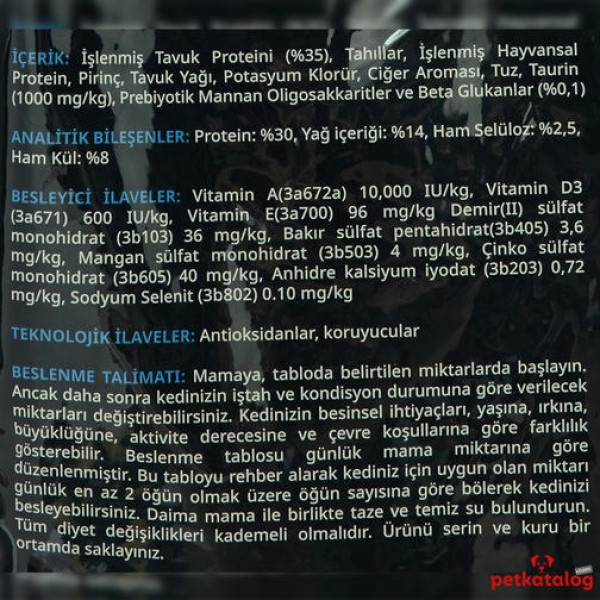 İÇERİK: İşlenmiş Tavuk Proteini (%35), Tahıllar, İşlenmiş Hayvansal
Protein, Pirinç, Tavuk Yağı, Potasyum Klorür, Ciğer Aroması, Tuz, Taurin
(1000 mg/kg), Prebiyotik Mannan Oligosakkaritler ve Beta Glukanlar (%0,1)
ANALİTİK BİLEŞENLER: Protein: %30, Yağ içeriği: %14, Ham Selüloz: %2,5,
Ham Kül: %8
BESLEYİCİ İLAVELER: Vitamin A(3a672a) 10,000 IU/kg, Vitamin D3
(3a671) 600 IU/kg, Vitamin E(3a700) 96 mg/kg Demir(II) sülfat
monohidrat (3b103) 36 mg/kg, Bakır sülfat pentahidrat(3b405) 3,6
mg/kg, Mangan sülfat monohidrat (3b503) 4 mg/kg, Çinko sülfat
monohidrat (3b605) 40 mg/kg, Anhidre kalsiyum iyodat (3b203) 0,72
mg/kg, Sodyum Selenit (3b802) 0.10 mg/kg
TEKNOLOJİK İLAVELER: Antioksidanlar, koruyucular
BESLENME TALİMATI: Mamaya, tabloda belirtilen miktarlarda başlayın.
Ancak daha sonra kedinizin iştah ve kondisyon durumuna göre verilecek
miktarları değiştirebilirsiniz. Kedinizin besinsel ihtiyaçları, yaşına, ırkına,
büyüklüğüne, aktivite derecesine ve çevre koşullarına göre farklılık
gösterebilir. Beslenme tablosu günlük mama miktarına göre
düzenlenmiştir. Bu tabloyu rehber alarak kediniz için uygun olan miktarı
günlük en az 2 öğün olmak üzere öğün sayısına göre bölerek kedinizi
besleyebilirsiniz. Daima mama ile birlikte taze ve temiz su bulundurun.
Tüm diyet değişiklikleri kademeli olmalıdır. Ürünü serin ve kuru bir
ortamda saklayınız.
petkatalog